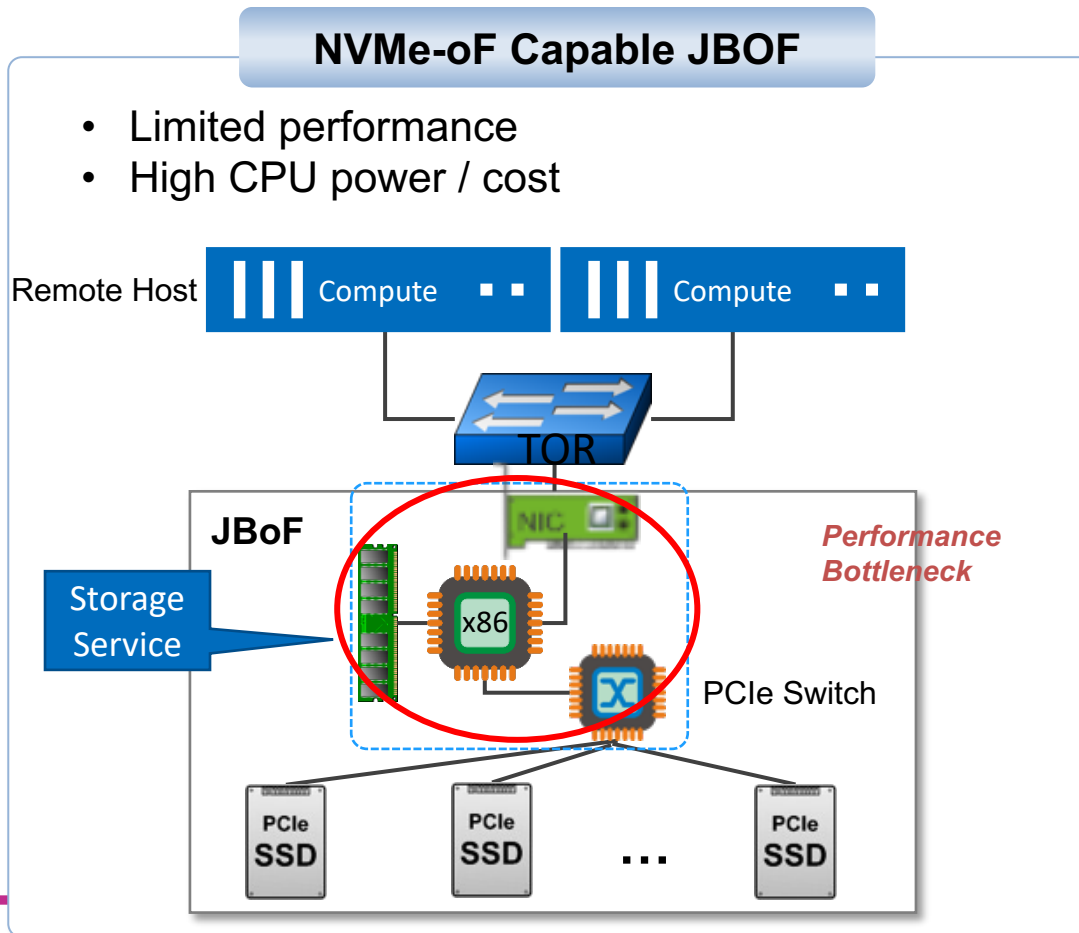 NVMe-oF Capable JBOF
• Limited performance
• High CPU power / cost
Remote Host
Compute
Compute
TOR
JBoF
NIC
Performance
Bottleneck
Storage
Service
x86
PCIe Switch
PCIe
SSD
PCIe
SSD
...
PCIe
SSD